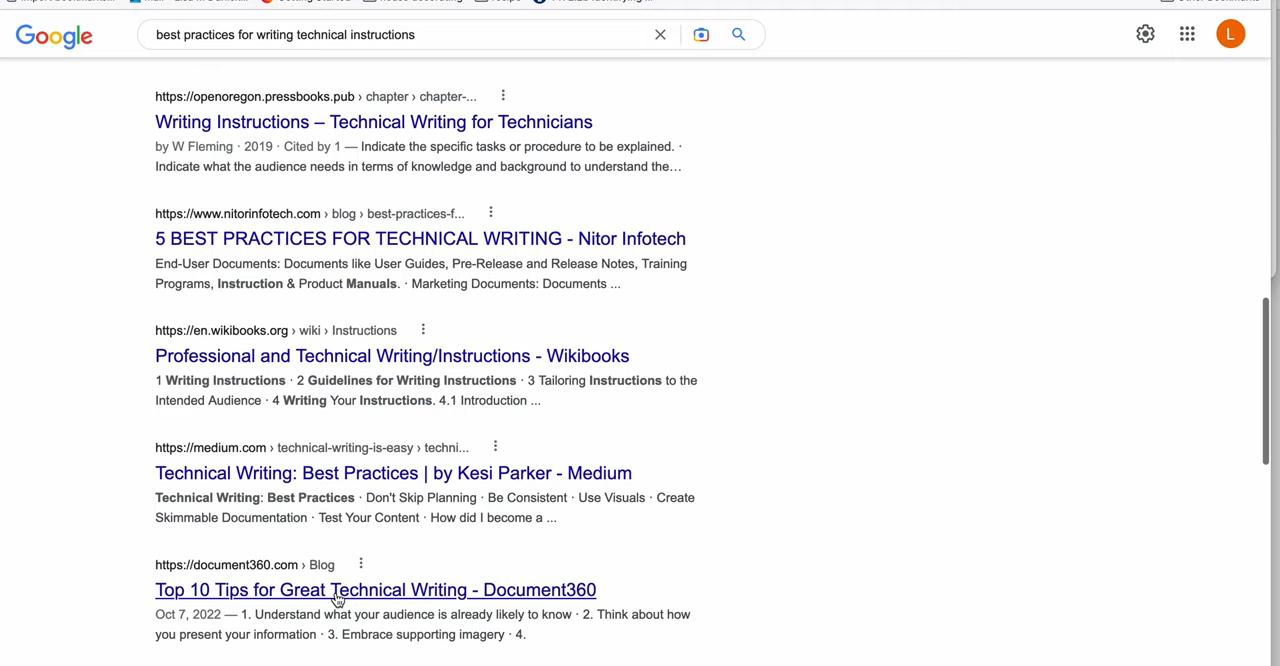 Google
best practices for writing technical instructions
L
https://openoregon.pressbooks.pub › chapter › chapter-...
Writing Instructions – Technical Writing for Technicians
by W Fleming · 2019 · Cited by 1 — Indicate the specific tasks or procedure to be explained. ·
Indicate what the audience needs in terms of knowledge and background to understand the...
https://www.nitorinfotech.com › blog › best-practices-f...
5 BEST PRACTICES FOR TECHNICAL WRITING - Nitor Infotech
End-User Documents: Documents like User Guides, Pre-Release and Release Notes, Training
Programs, Instruction & Product Manuals. · Marketing Documents: Documents ...
https://en.wikibooks.org › wiki › Instructions
Professional and Technical Writing/Instructions - Wikibooks
1 Writing Instructions · 2 Guidelines for Writing Instructions · 3 Tailoring Instructions to the
Intended Audience · 4 Writing Your Instructions. 4.1 Introduction ...
https://medium.com › technical-writing-is-easy › techni...
Technical Writing: Best Practices | by Kesi Parker - Medium
Technical Writing: Best Practices · Don't Skip Planning · Be Consistent · Use Visuals · Create
Skimmable Documentation · Test Your Content · How did I become a ...
https://document360.com › Blog
Top 10 Tips for Great Technical Writing - Document360
Oct 7, 2022 — 1. Understand what your audience is already likely to know · 2. Think about how
you present your information · 3. Embrace supporting imagery · 4.